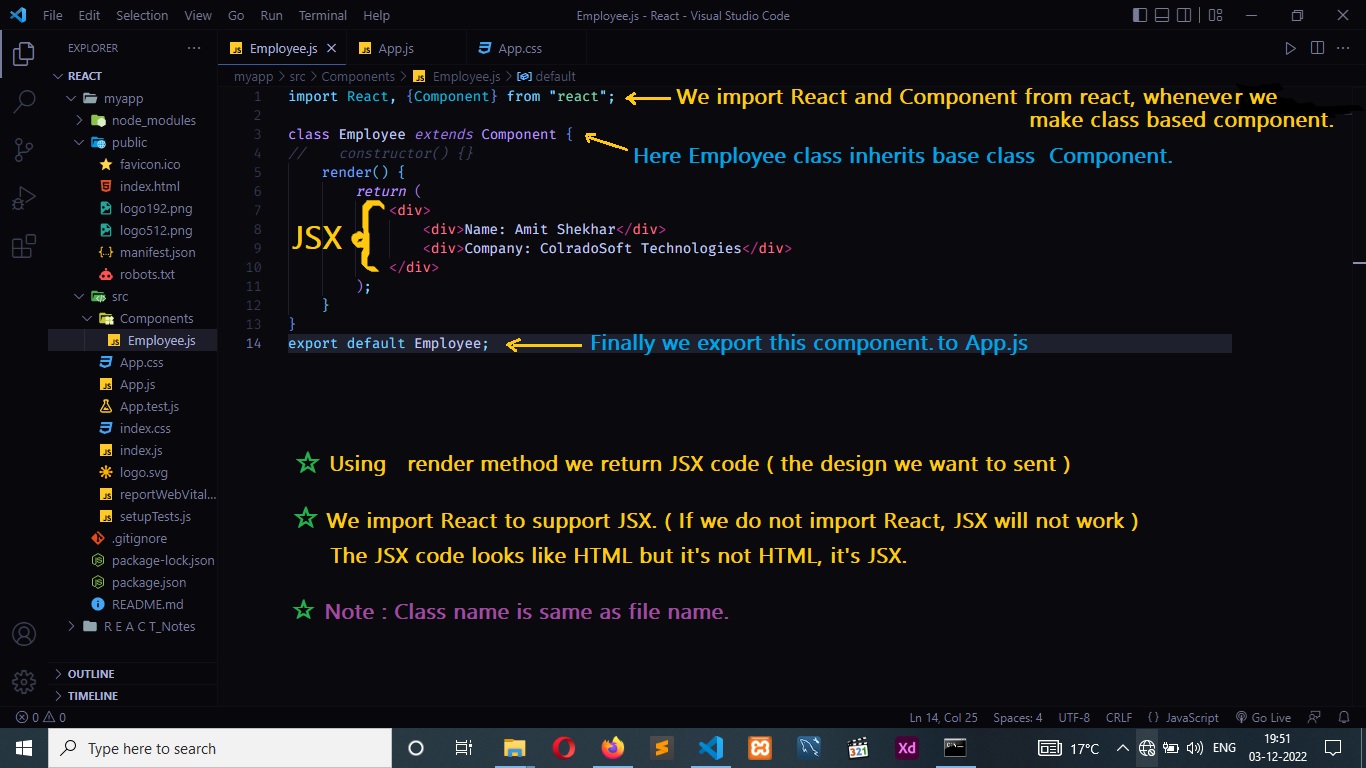 File Edit Selection View Go Run Terminal Help Employee.js - React - Visual Studio Code
EXPLORER
REACT
myapp
node_modules
public
favicon.ico
index.html
logo192.png
logo512.png
manifest.json
robots.txt
src
Components
Employee.js
App.css
App.js
App.test.js
index.css
index.js
logo.svg
reportWebVital...
setupTests.js
.gitignore
package-lock.json
package.json
README.md
R E A C T_Notes
OUTLINE
TIMELINE
Employee.js App.js App.css
myapp > src > Components > Employee.js > default
1 import React, {Component} from "react"; We import React and Component from react, whenever we
make class based component.
2
3 class Employee extends Component {
Here Employee class inherits base class Component.
4 // constructor() {}
5 render() {
6 return (
7 <div>
8 <div>Name: Amit Shekhar</div>
JSX
9 <div>Company: ColradoSoft Technologies</div>
10 </div>
11 );
12 }
13 }
14 export default Employee; Finally we export this component. to App.js
Using render method we return JSX code ( the design we want to sent )
We import React to support JSX. ( If we do not import React, JSX will not work )
The JSX code looks like HTML but it's not HTML, it's JSX.
Note : Class name is same as file name.
0 0 Ln 14, Col 25 Spaces: 4 UTF-8 CRLF {} JavaScript Go Live
Type here to search Xd 17°C ENG 19:51
03-12-2022